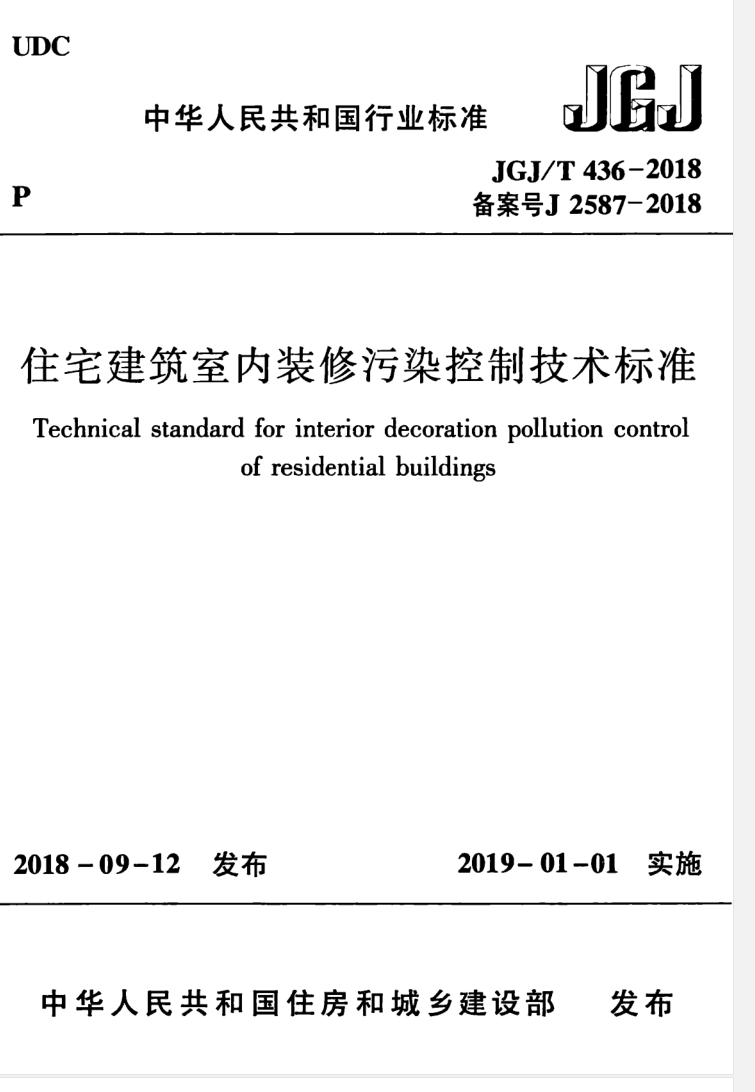 UDC
JGJ
中华人民共和国行业标准
JGJ/T 436-2018
P
备案号J 2587-2018
住宅建筑室内装修污染控制技术标准
Technical standard for interior decoration pollution control
of residential buildings
2018-09-12 发布
2019-01-01 实施
中华人民共和国住房和城乡建设部 发布